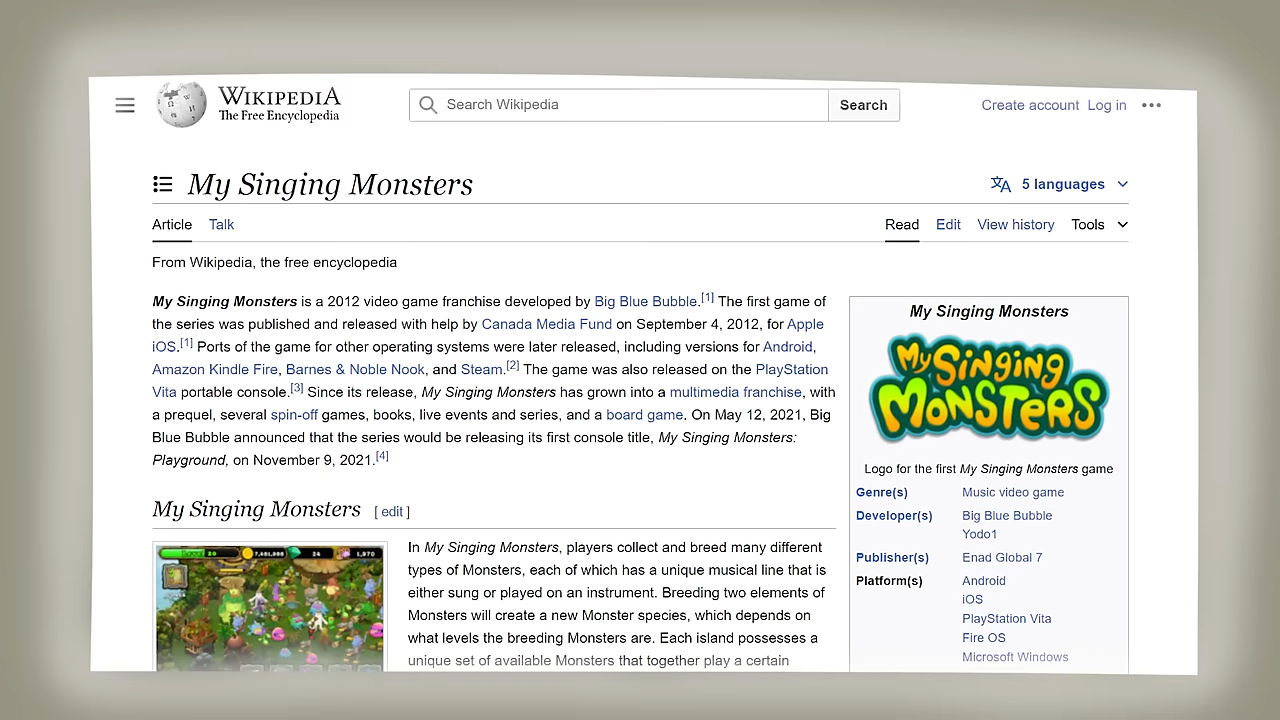 WIKIPEDIA
The Free Encyclopedia
Search Wikipedia
Search
Create account Log in
My Singing Monsters
5 languages
Article Talk
Read Edit View history Tools
From Wikipedia, the free encyclopedia
My Singing Monsters is a 2012 video game franchise developed by Big Blue Bubble.[1] The first game of
the series was published and released with help by Canada Media Fund on September 4, 2012, for Apple
iOS.[1] Ports of the game for other operating systems were later released, including versions for Android,
Amazon Kindle Fire, Barnes & Noble Nook, and Steam.[2] The game was also released on the PlayStation
Vita portable console.[3] Since its release, My Singing Monsters has grown into a multimedia franchise, with
a prequel, several spin-off games, books, live events and series, and a board game. On May 12, 2021, Big
Blue Bubble announced that the series would be releasing its first console title, My Singing Monsters:
Playground, on November 9, 2021.[4]
My Singing Monsters [ edit ]
20 7,481,985 24 1,970
In My Singing Monsters, players collect and breed many different
types of Monsters, each of which has a unique musical line that is
either sung or played on an instrument. Breeding two elements of
Monsters will create a new Monster species, which depends on
what levels the breeding Monsters are. Each island possesses a
unique set of available Monsters that together play a certain
My Singing Monsters
My Singing
Monsters
Logo for the first My Singing Monsters game
Genre(s) Music video game
Developer(s) Big Blue Bubble
Yodo1
Publisher(s) Enad Global 7
Platform(s) Android
iOS
PlayStation Vita
Fire OS
Microsoft Windows